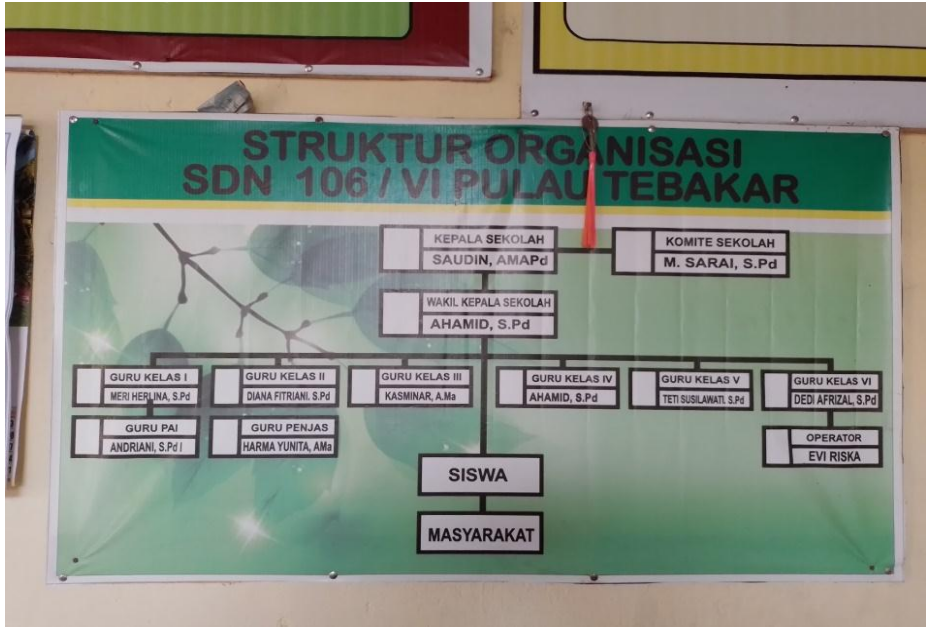 STRUKTUR ORGANISASI
SDN 106 / VI PULAU TEBAKAR
KEPALA SEKOLAH
SAUDIN, AMAPd
KOMITE SEKOLAH
M. SARAI, S.Pd
WAKIL KEPALA SEKOLAH
AHAMID, S.Pd
GURU KELAS I
MERI HERLINA, S.Pd
GURU KELAS II
DIANA FITRIANI. S.Pd
GURU KELAS III
KASMINAR, A.Ma
GURU KELAS IV
AHAMID, S.Pd
GURU KELAS V
TETI SUSILAWATI. S.Pd
GURU KELAS VI
DEDI AFRIZAL, S.Pd
GURU PAI
ANDRIANI, S.Pd I
GURU PENJAS
HARMA YUNITA, AMa
OPERATOR
EVI RISKA
SISWA
MASYARAKAT